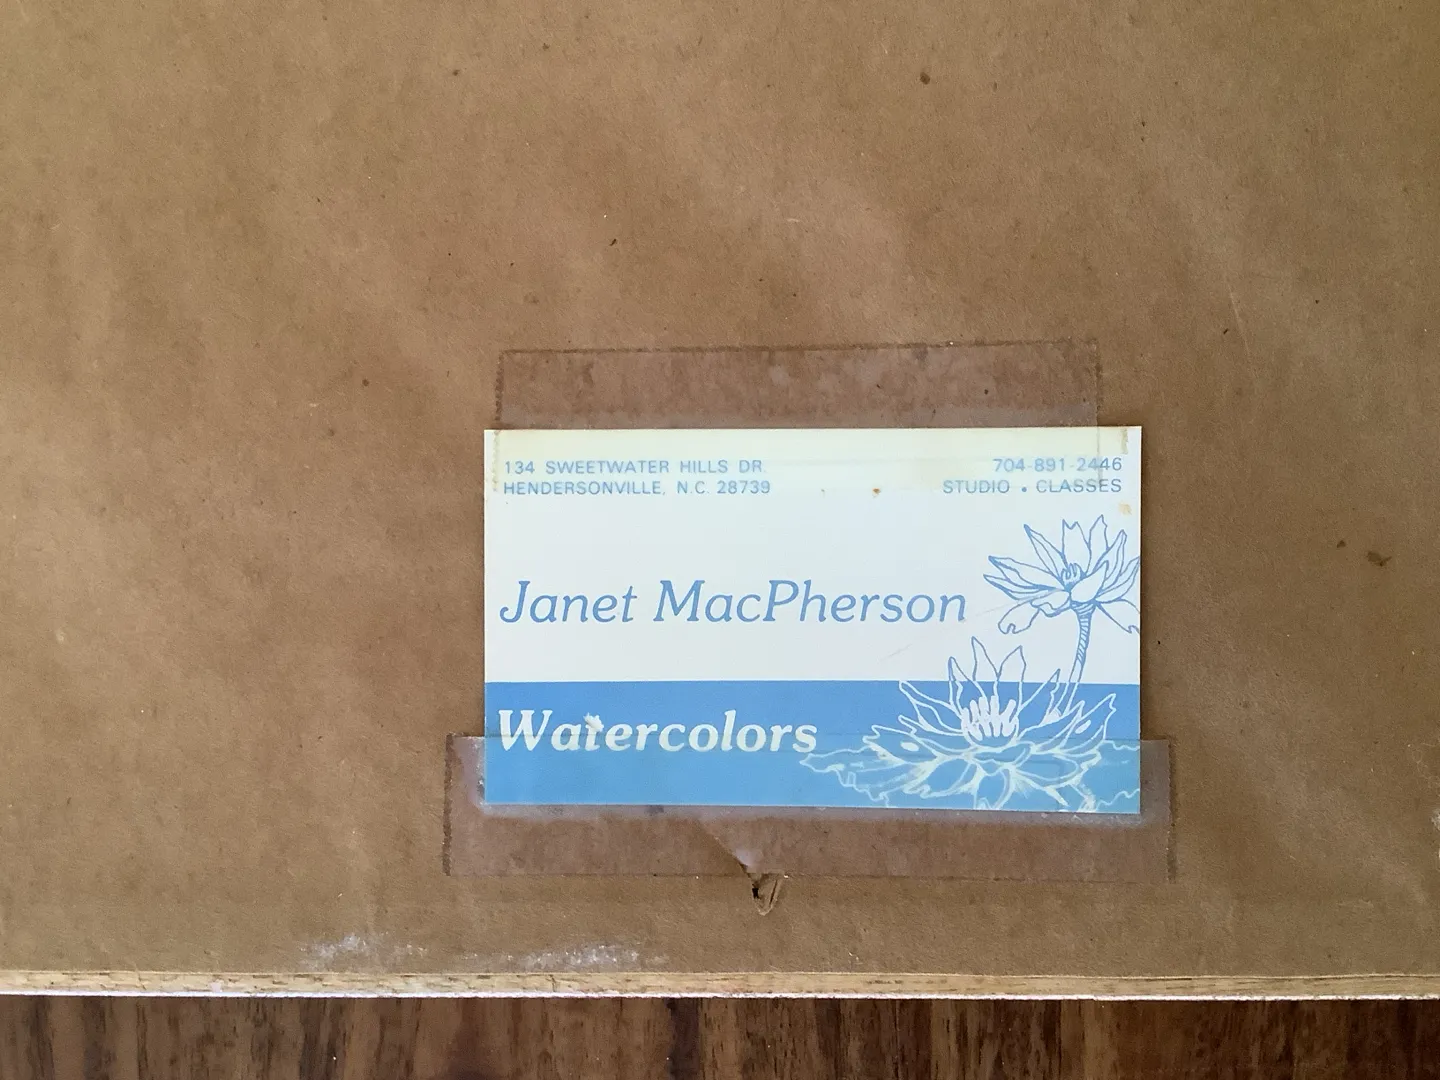 134 SWEETWATER HILLS DR
HENDERSONVILLE, N.C. 28739
704-891-2446
STUDIO • CLASSES
Janet MacPherson
Watercolors